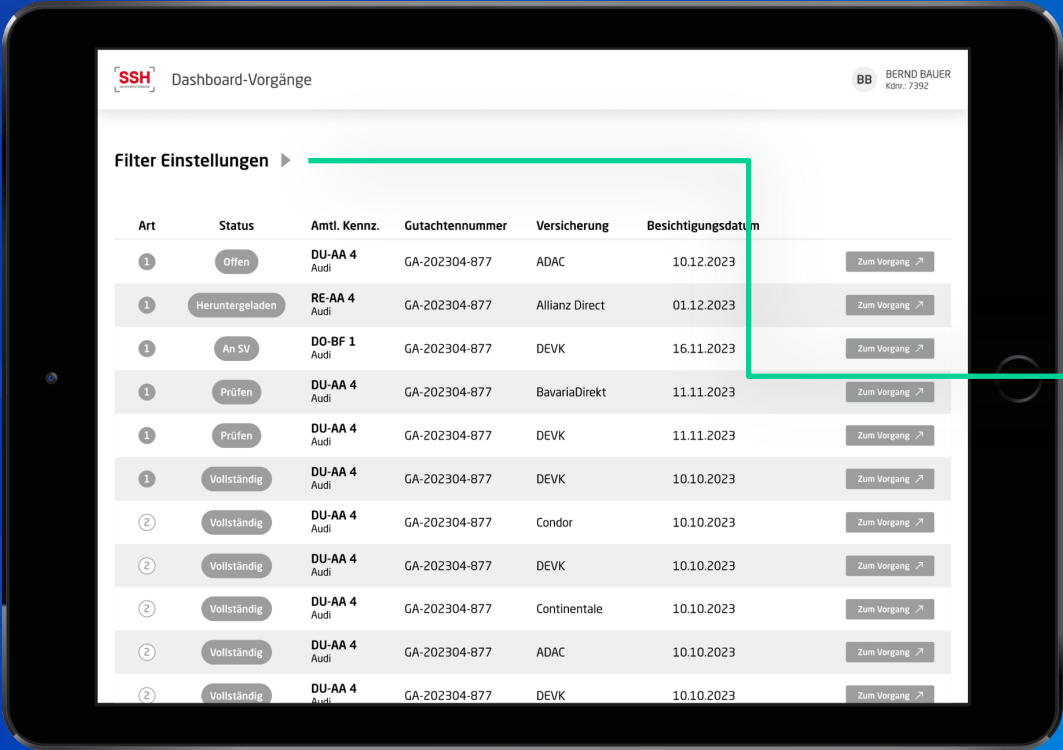 SSH Dashboard-Vorgänge
BB BERND BAUER
Kdnr.: 7392
Filter Einstellungen
Art Status Amtl. Kennz. Gutachtennummer Versicherung Besichtigungsdatum
1 Offen DU-AA 4 GA-202304-877 ADAC 10.12.2023 Zum Vorgang
Audi
1 Heruntergeladen RE-AA 4 GA-202304-877 Allianz Direct 01.12.2023 Zum Vorgang
Audi
1 An SV DO-BF 1 GA-202304-877 DEVK 16.11.2023 Zum Vorgang
Audi
1 Prüfen DU-AA 4 GA-202304-877 BavariaDirekt 11.11.2023 Zum Vorgang
Audi
1 Prüfen DU-AA 4 GA-202304-877 DEVK 11.11.2023 Zum Vorgang
Audi
1 Vollständig DU-AA 4 GA-202304-877 DEVK 10.10.2023 Zum Vorgang
Audi
2 Vollständig DU-AA 4 GA-202304-877 Condor 10.10.2023 Zum Vorgang
Audi
2 Vollständig DU-AA 4 GA-202304-877 DEVK 10.10.2023 Zum Vorgang
Audi
2 Vollständig DU-AA 4 GA-202304-877 Continentale 10.10.2023 Zum Vorgang
Audi
2 Vollständig DU-AA 4 GA-202304-877 ADAC 10.10.2023 Zum Vorgang
Audi
2 Vollständig DU-AA 4 GA-202304-877 DEVK 10.10.2023 Zum Vorgang
Audi